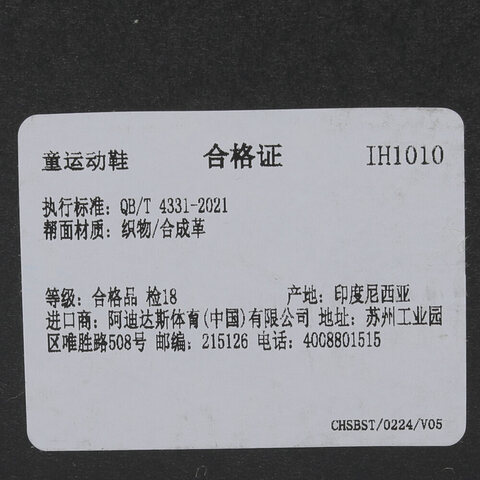 童运动鞋 合格证 IH1010
执行标准: QB/T 4331-2021
帮面材质: 织物/合成革
等级: 合格品 检18 产地: 印度尼西亚
进口商: 阿迪达斯体育(中国)有限公司 地址: 苏州工业园
区唯胜路508号 邮编: 215126 电话: 4008801515
CHSBST/0224/V05